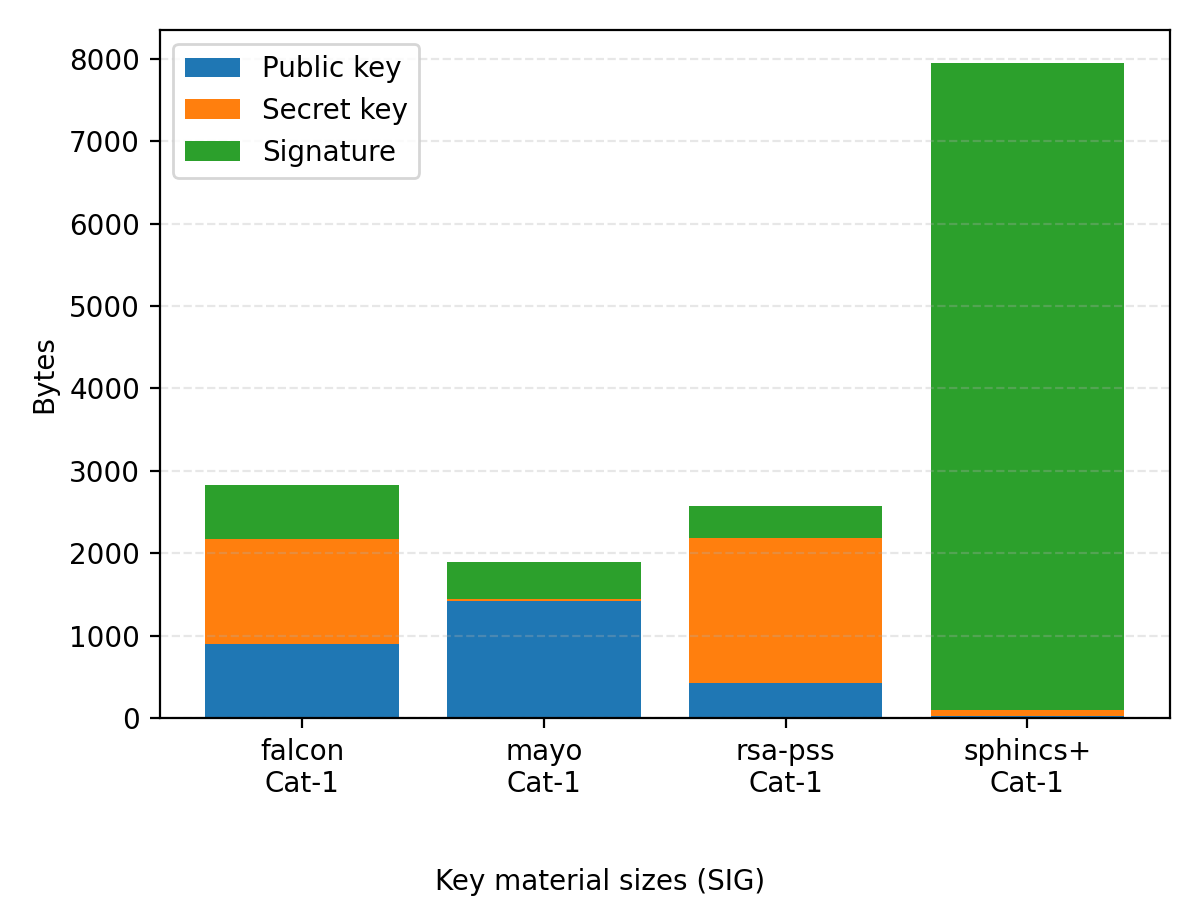 8000
7000
6000
5000
4000
3000
2000
1000
0
Bytes
Public key
Secret key
Signature
falcon
Cat-1
mayo
Cat-1
rsa-pss
Cat-1
sphincs+
Cat-1
Key material sizes (SIG)